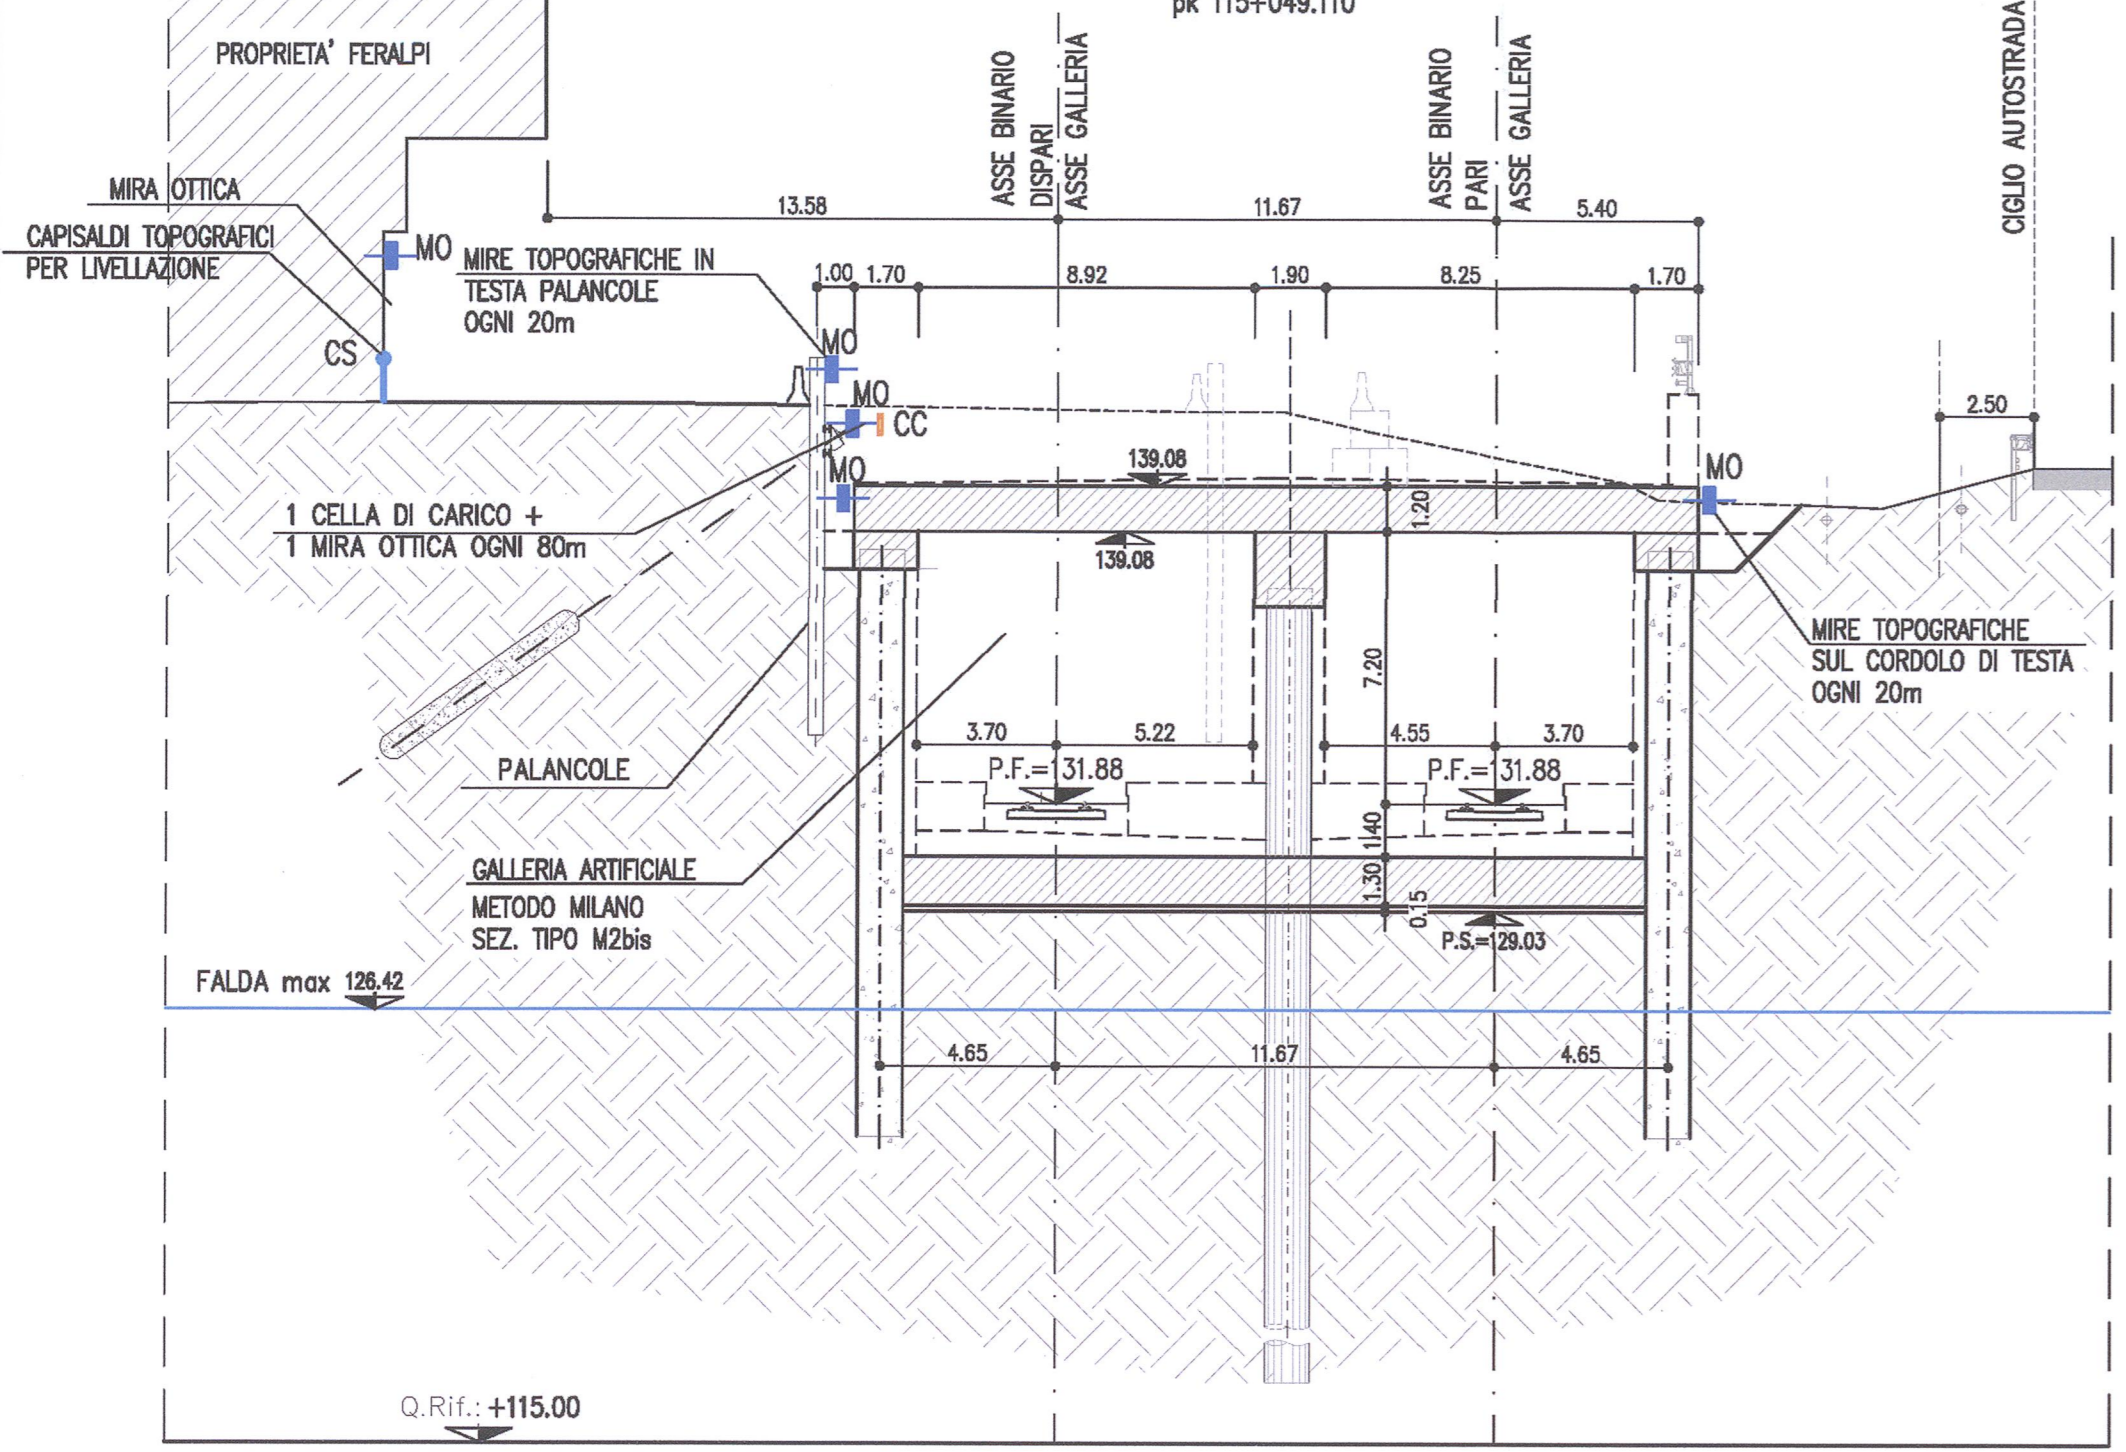 pk 115+049.110
PROPRIETA' FERALPI
ASSE BINARIO
DISPARI
ASSE GALLERIA
ASSE BINARIO
PARI
ASSE GALLERIA
CIGLIO AUTOSTRADA
MIRA OTTICA
CAPISALDI TOPOGRAFICI
PER LIVELLAZIONE
MO
CS
MIRE TOPOGRAFICHE IN
TESTA PALANCOLE
OGNI 20m
13.58
11.67
5.40
1.00
1.70
8.92
1.90
8.25
1.70
MO
MO
CC
MO
2.50
139.08
1.20
139.08
MO
1 CELLA DI CARICO +
1 MIRA OTTICA OGNI 80m
MIRE TOPOGRAFICHE
SUL CORDOLO DI TESTA
OGNI 20m
7.20
3.70
5.22
4.55
3.70
PALANCOLE
P.F.=131.88
P.F.=131.88
1.40
GALLERIA ARTIFICIALE
METODO MILANO
SEZ. TIPO M2bis
1.30
0.15
P.S.=129.03
FALDA max 126.42
4.65
11.67
4.65
Q.Rif.: +115.00